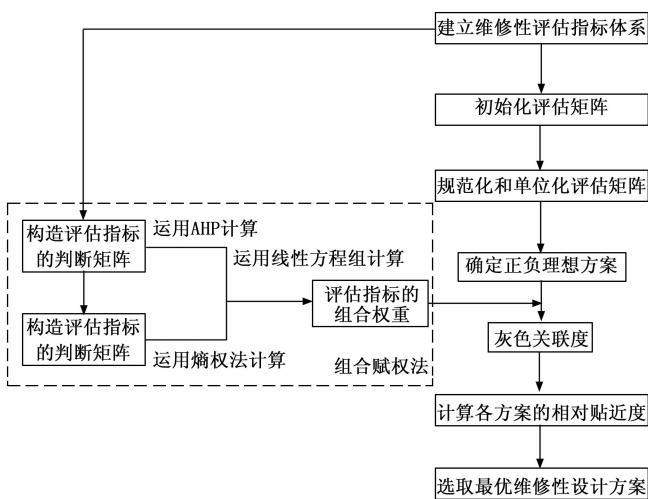 建立维修性评估指标体系
初始化评估矩阵
规范化和单位化评估矩阵
构造评估指标
的判断矩阵
运用AHP计算
运用线性方程组计算
确定正负理想方案
评估指标的
组合权重
构造评估指标
的判断矩阵
运用熵权法计算
组合赋权法
灰色关联度
计算各方案的相对贴近度
选取最优维修性设计方案